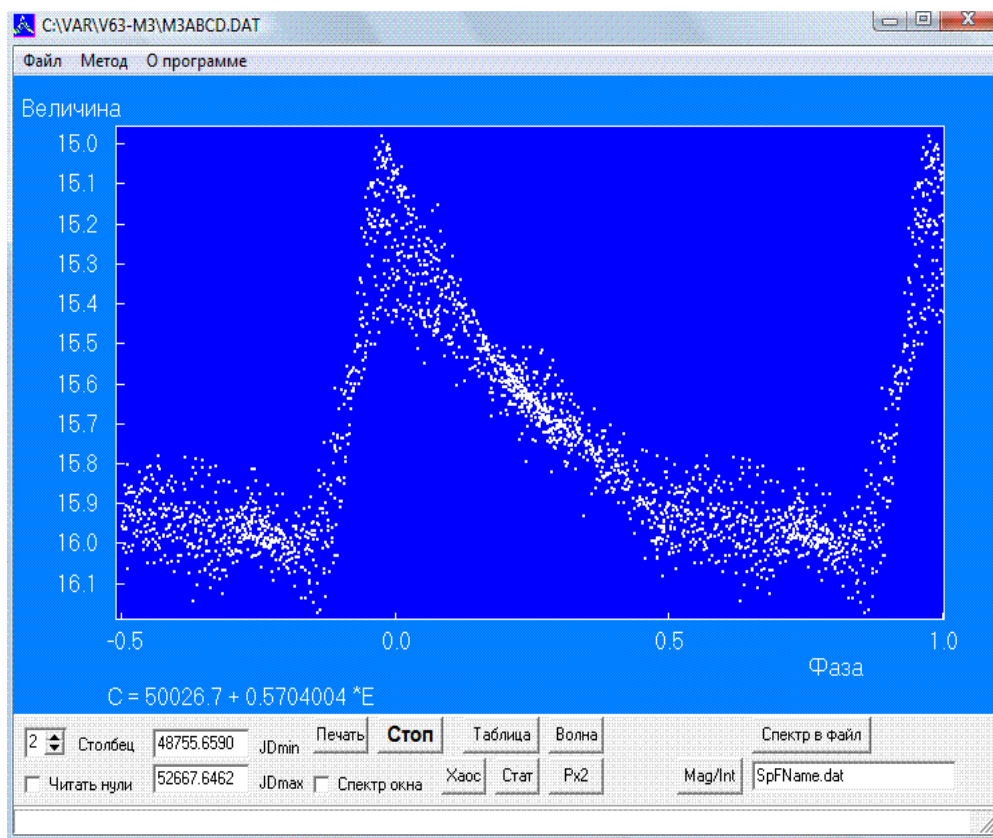 C:\VAR\V63-M3\M3ABCD.DAT
Файл Метод О программе
Величина
15.0
15.1
15.2
15.3
15.4
15.5
15.6
15.7
15.8
15.9
16.0
16.1
-0.5 0.0 0.5 1.0
Фаза
C = 50026.7 + 0.5704004 *E
2 Столбец 48755.6590 JDmin Печать Стоп Таблица Волна Спектр в файл
Читать нули 52667.6462 JDmax Спектр окна Хаос Стат Px2 Mag/Int SpFName.dat